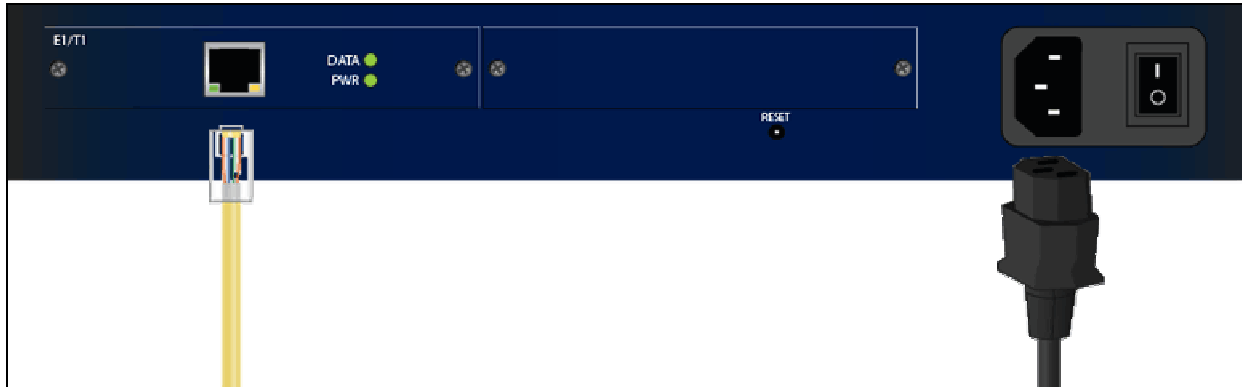 E1/T1
DATA
PWR
RESET
I
O